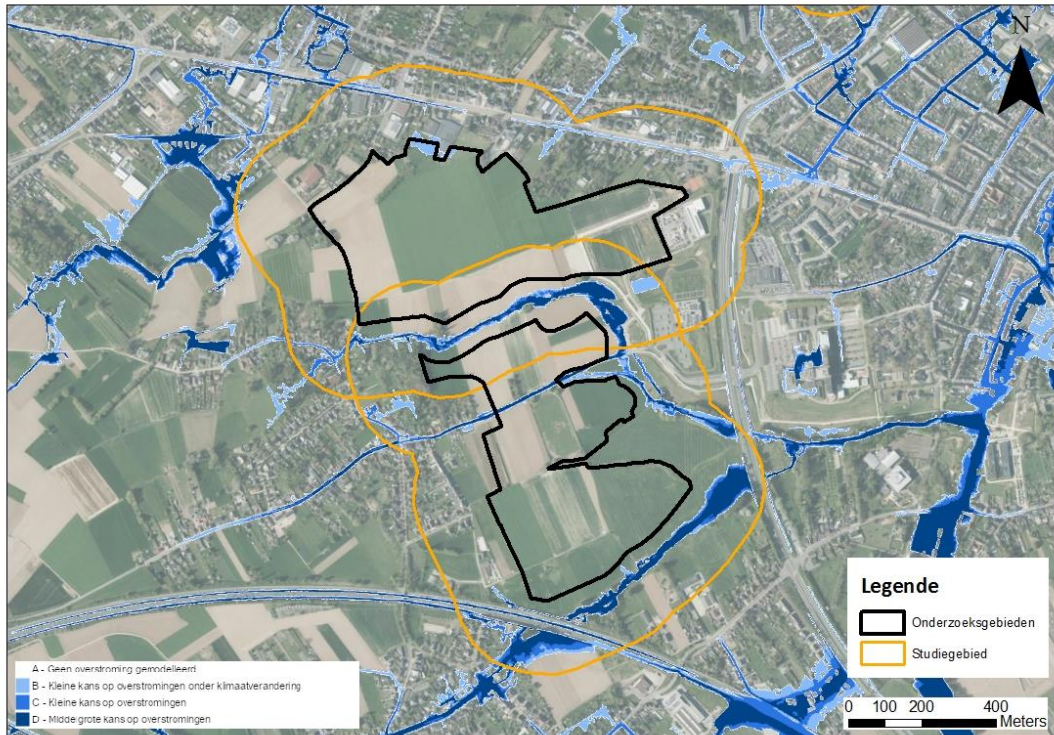 N
Legende
Onderzoeksgebieden
Studiegebied
A - Geen overstroming gemodelleerd
B - Kleine kans op overstromingen onder klimaatverandering
C - Kleine kans op overstromingen
D - Middelgrote kans op overstromingen
0 100 200 400
Meters